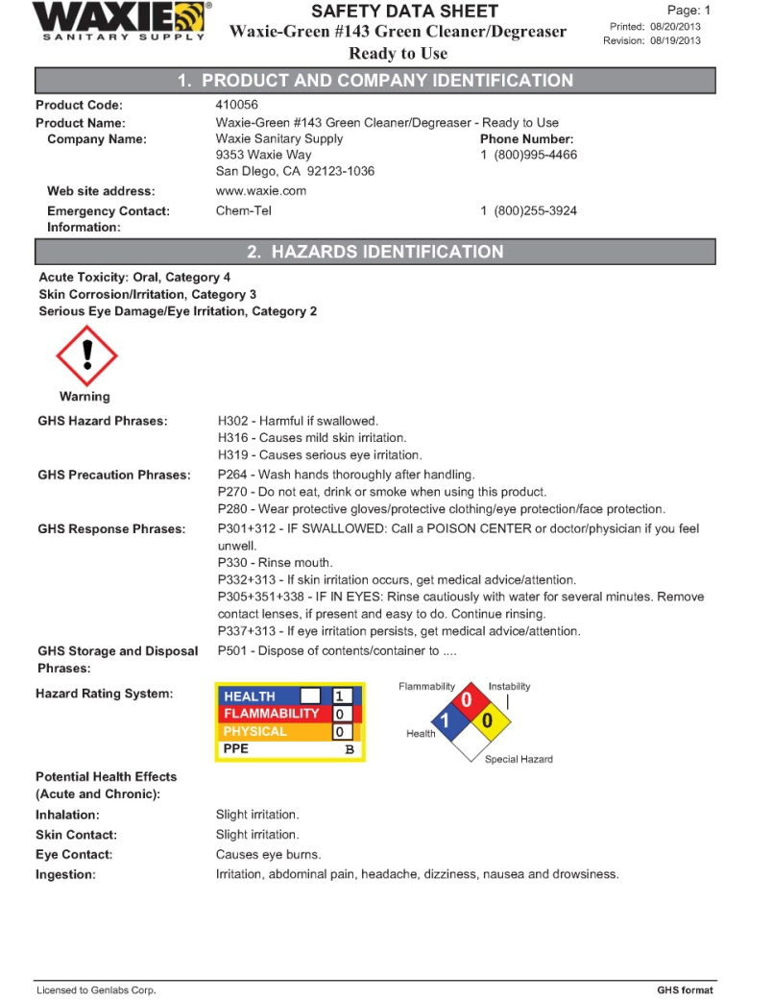 WAXIE®
SANITARY SUPPLY
SAFETY DATA SHEET
Waxie-Green #143 Green Cleaner/Degreaser
Ready to Use
Page: 1
Printed: 08/20/2013
Revision: 08/19/2013
1. PRODUCT AND COMPANY IDENTIFICATION
Product Code: 410056
Product Name: Waxie-Green #143 Green Cleaner/Degreaser - Ready to Use
Company Name: Waxie Sanitary Supply Phone Number:
9353 Waxie Way 1 (800)995-4466
San DIego, CA 92123-1036
Web site address: www.waxie.com
Emergency Contact: Chem-Tel 1 (800)255-3924
Information:
2. HAZARDS IDENTIFICATION
Acute Toxicity: Oral, Category 4
Skin Corrosion/Irritation, Category 3
Serious Eye Damage/Eye Irritation, Category 2
!
Warning
GHS Hazard Phrases: H302 - Harmful if swallowed.
H316 - Causes mild skin irritation.
H319 - Causes serious eye irritation.
GHS Precaution Phrases: P264 - Wash hands thoroughly after handling.
P270 - Do not eat, drink or smoke when using this product.
P280 - Wear protective gloves/protective clothing/eye protection/face protection.
GHS Response Phrases: P301+312 - IF SWALLOWED: Call a POISON CENTER or doctor/physician if you feel
unwell.
P330 - Rinse mouth.
P332+313 - If skin irritation occurs, get medical advice/attention.
P305+351+338 - IF IN EYES: Rinse cautiously with water for several minutes. Remove
contact lenses, if present and easy to do. Continue rinsing.
P337+313 - If eye irritation persists, get medical advice/attention.
GHS Storage and Disposal P501 - Dispose of contents/container to ....
Phrases:
Hazard Rating System:
HEALTH 1
FLAMMABILITY 0
PHYSICAL 0
PPE B
Flammability Instability
0
1 0
Health
Special Hazard
Potential Health Effects
(Acute and Chronic):
Inhalation: Slight irritation.
Skin Contact: Slight irritation.
Eye Contact: Causes eye burns.
Ingestion: Irritation, abdominal pain, headache, dizziness, nausea and drowsiness.
Licensed to Genlabs Corp. GHS format